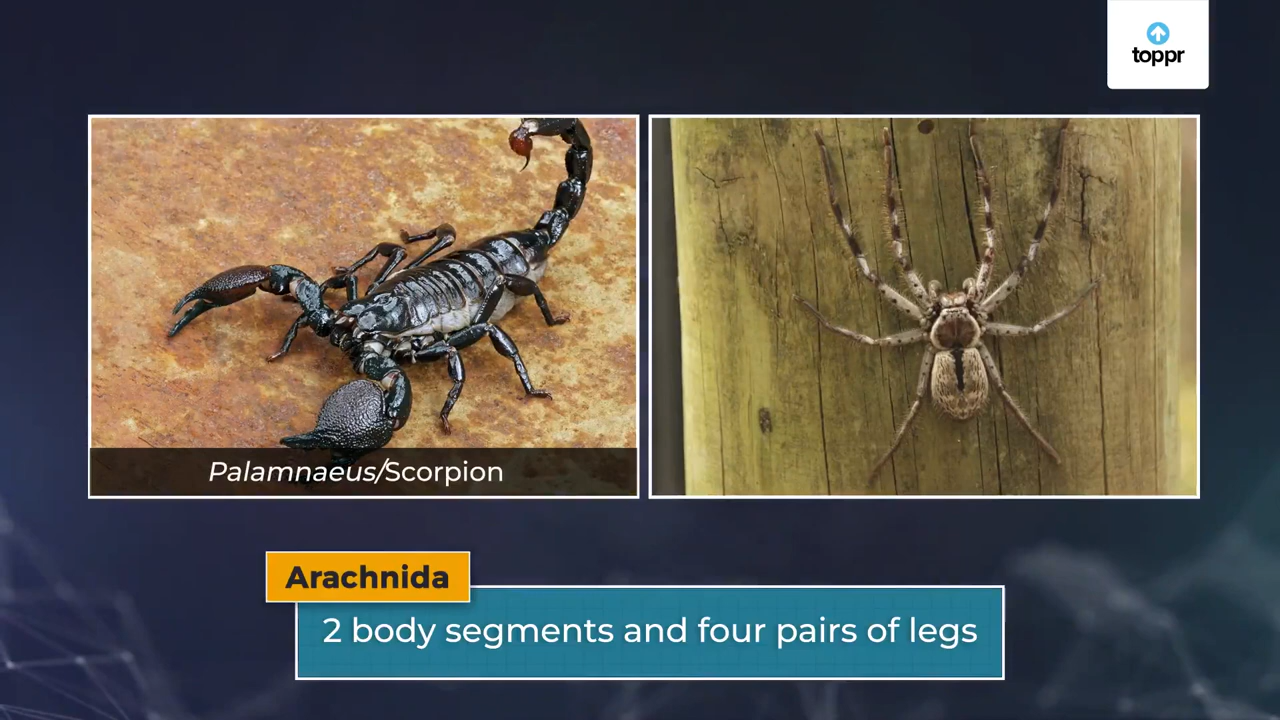 toppr
Palamnaeus/Scorpion
Arachnida
2 body segments and four pairs of legs